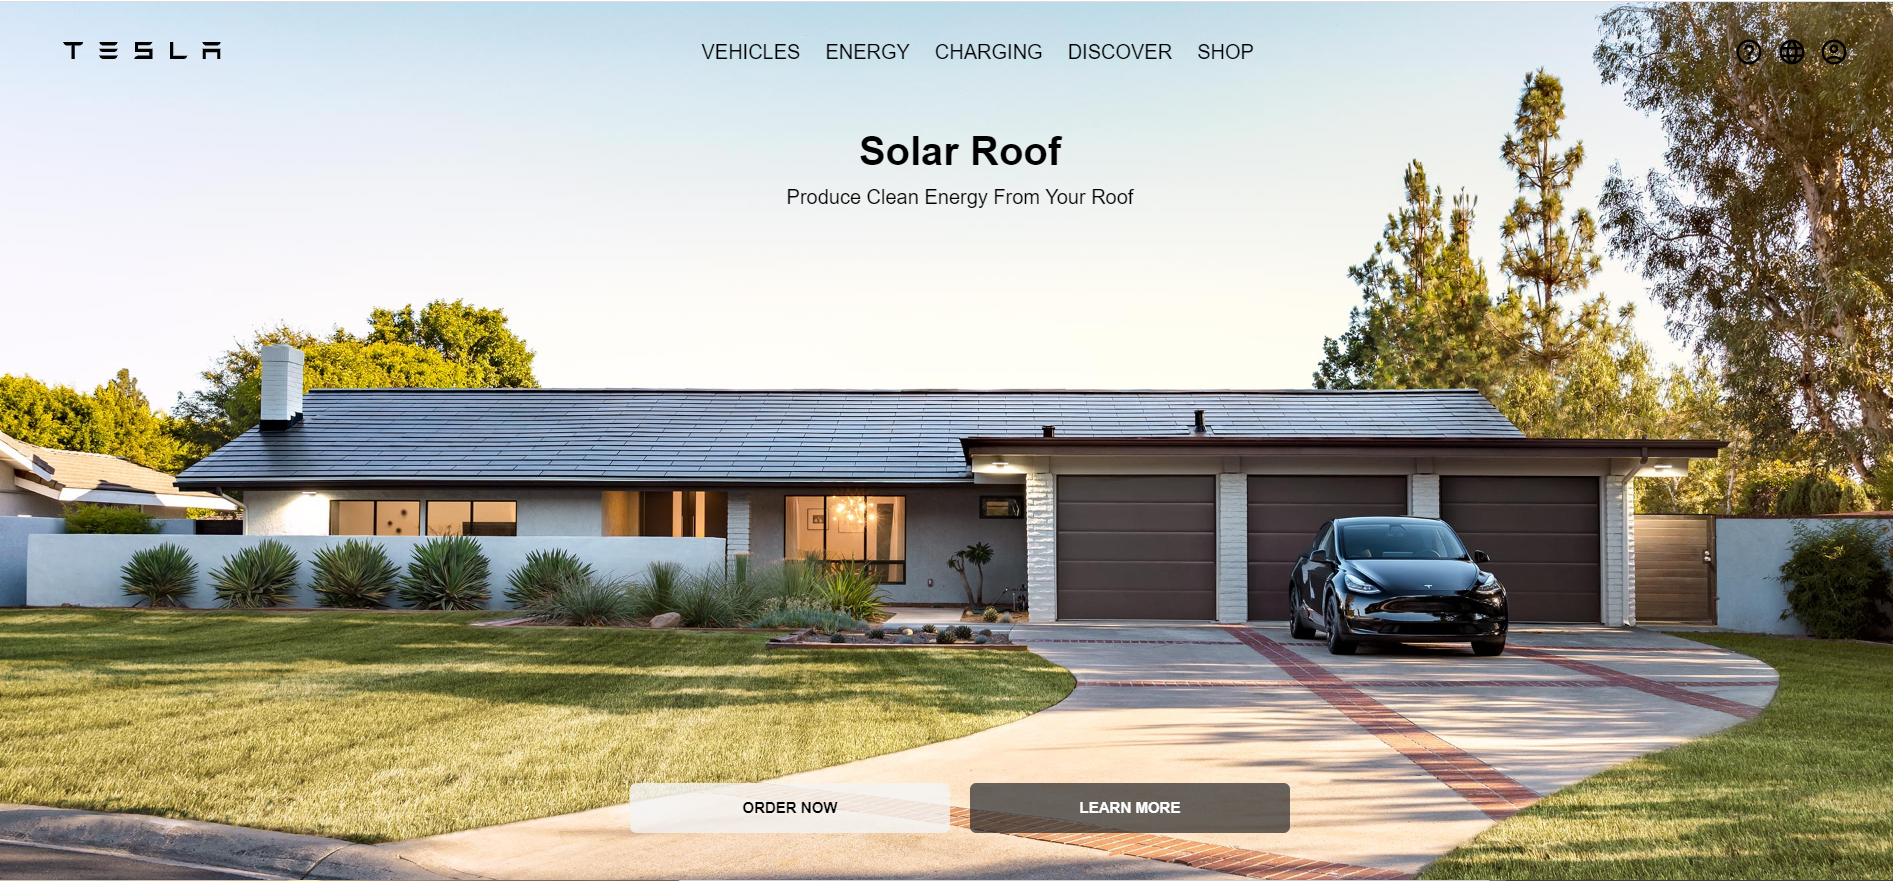 TESLA
VEHICLES ENERGY CHARGING DISCOVER SHOP
Solar Roof
Produce Clean Energy From Your Roof
ORDER NOW LEARN MORE